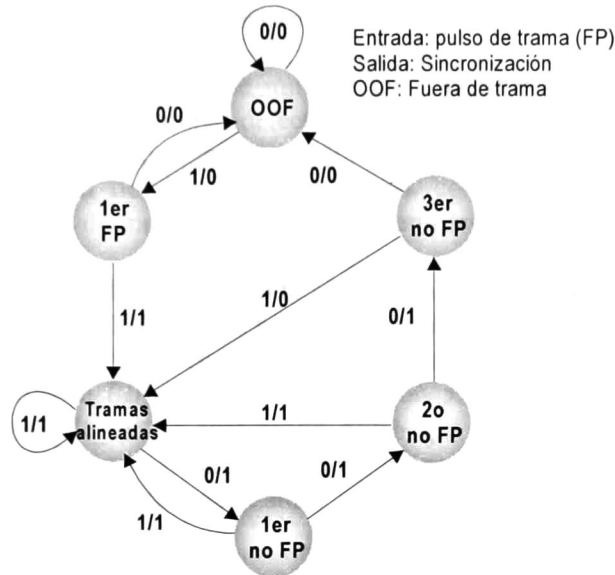 0/0
Entrada: pulso de trama (FP)
Salida: Sincronización
OOF: Fuera de trama
OOF
0/0
1/0
0/0
1er
FP
3er
no FP
1/0
1/1
0/1
Tramas
alineadas
1/1
1/1
2o
no FP
0/1
0/1
1/1
1er
no FP